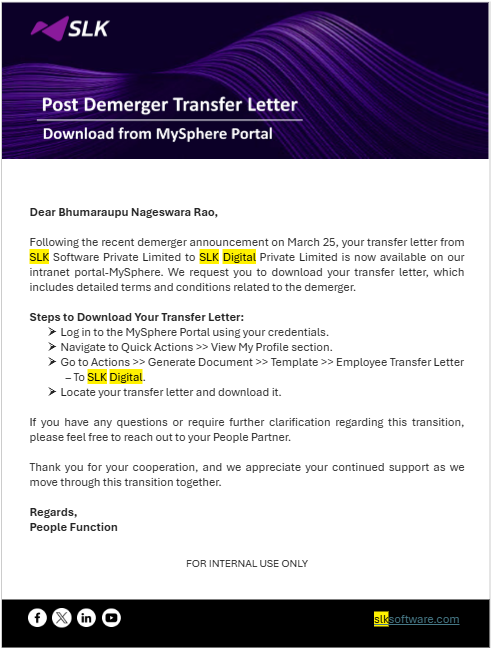 SLK
Post Demerger Transfer Letter
Download from MySphere Portal
Dear Bhumaraupu Nageswara Rao,
Following the recent demerger announcement on March 25, your transfer letter from
SLK Software Private Limited to SLK Digital Private Limited is now available on our
intranet portal-MySphere. We request you to download your transfer letter, which
includes detailed terms and conditions related to the demerger.
Steps to Download Your Transfer Letter:
➤ Log in to the MySphere Portal using your credentials.
➤ Navigate to Quick Actions >> View My Profile section.
➤ Go to Actions >> Generate Document >> Template >> Employee Transfer Letter
– To SLK Digital.
➤ Locate your transfer letter and download it.
If you have any questions or require further clarification regarding this transition,
please feel free to reach out to your People Partner.
Thank you for your cooperation, and we appreciate your continued support as we
move through this transition together.
Regards,
People Function
FOR INTERNAL USE ONLY
slksoftware.com